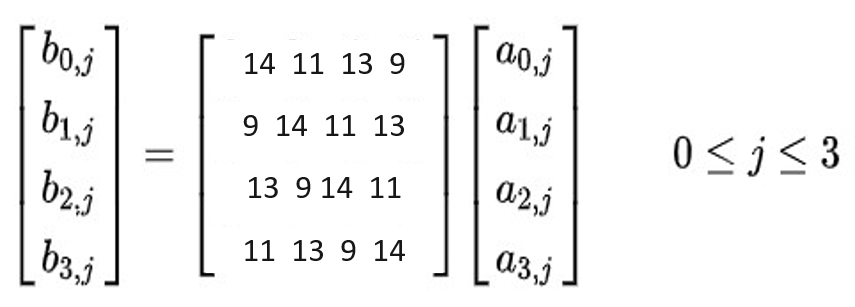 b0,j 14 11 13 9 a0,j
b1,j 9 14 11 13 a1,j
= 0 ≤ j ≤ 3
b2,j 13 9 14 11 a2,j
b3,j 11 13 9 14 a3,j